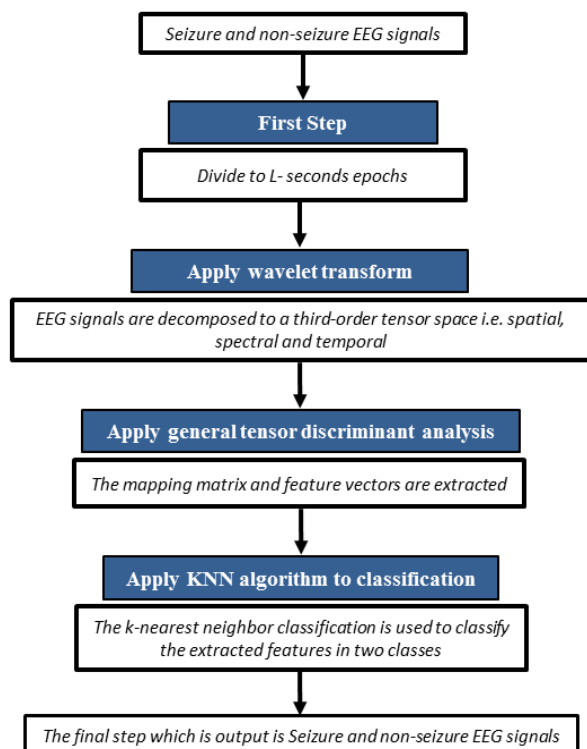 Seizure and non-seizure EEG signals
First Step
Divide to L- seconds epochs
Apply wavelet transform
EEG signals are decomposed to a third-order tensor space i.e. spatial,
spectral and temporal
Apply general tensor discriminant analysis
The mapping matrix and feature vectors are extracted
Apply KNN algorithm to classification
The k-nearest neighbor classification is used to classify
the extracted features in two classes
The final step which is output is Seizure and non-seizure EEG signals